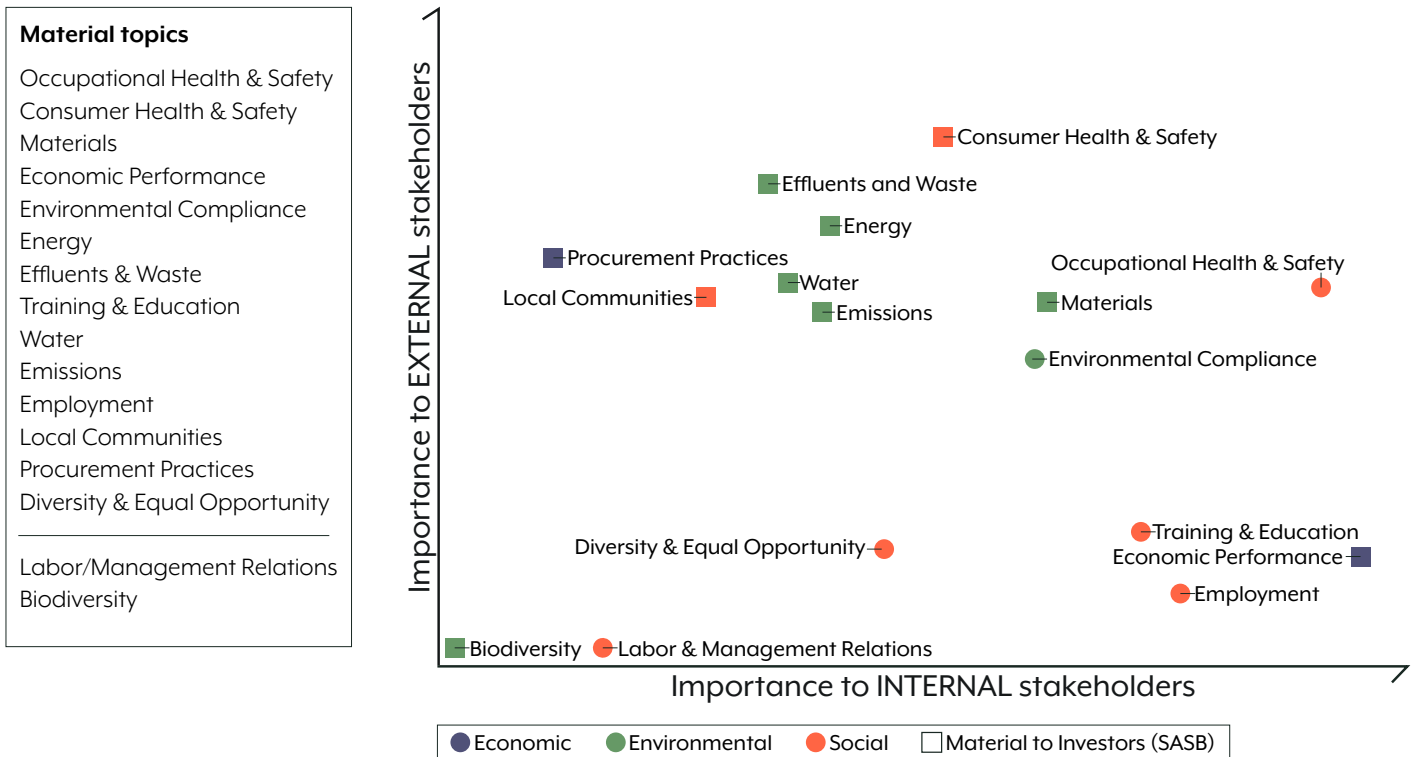 Material topics
Occupational Health & Safety
Consumer Health & Safety
Materials
Economic Performance
Environmental Compliance
Energy
Effluents & Waste
Training & Education
Water
Emissions
Employment
Local Communities
Procurement Practices
Diversity & Equal Opportunity
Labor/Management Relations
Biodiversity
Importance to EXTERNAL stakeholders
Consumer Health & Safety
Effluents and Waste
Energy
Procurement Practices
Occupational Health & Safety
Water
Local Communities
Materials
Emissions
Environmental Compliance
Training & Education
Diversity & Equal Opportunity
Economic Performance
Employment
Biodiversity
Labor & Management Relations
Importance to INTERNAL stakeholders
Economic
Environmental
Social
Material to Investors (SASB)